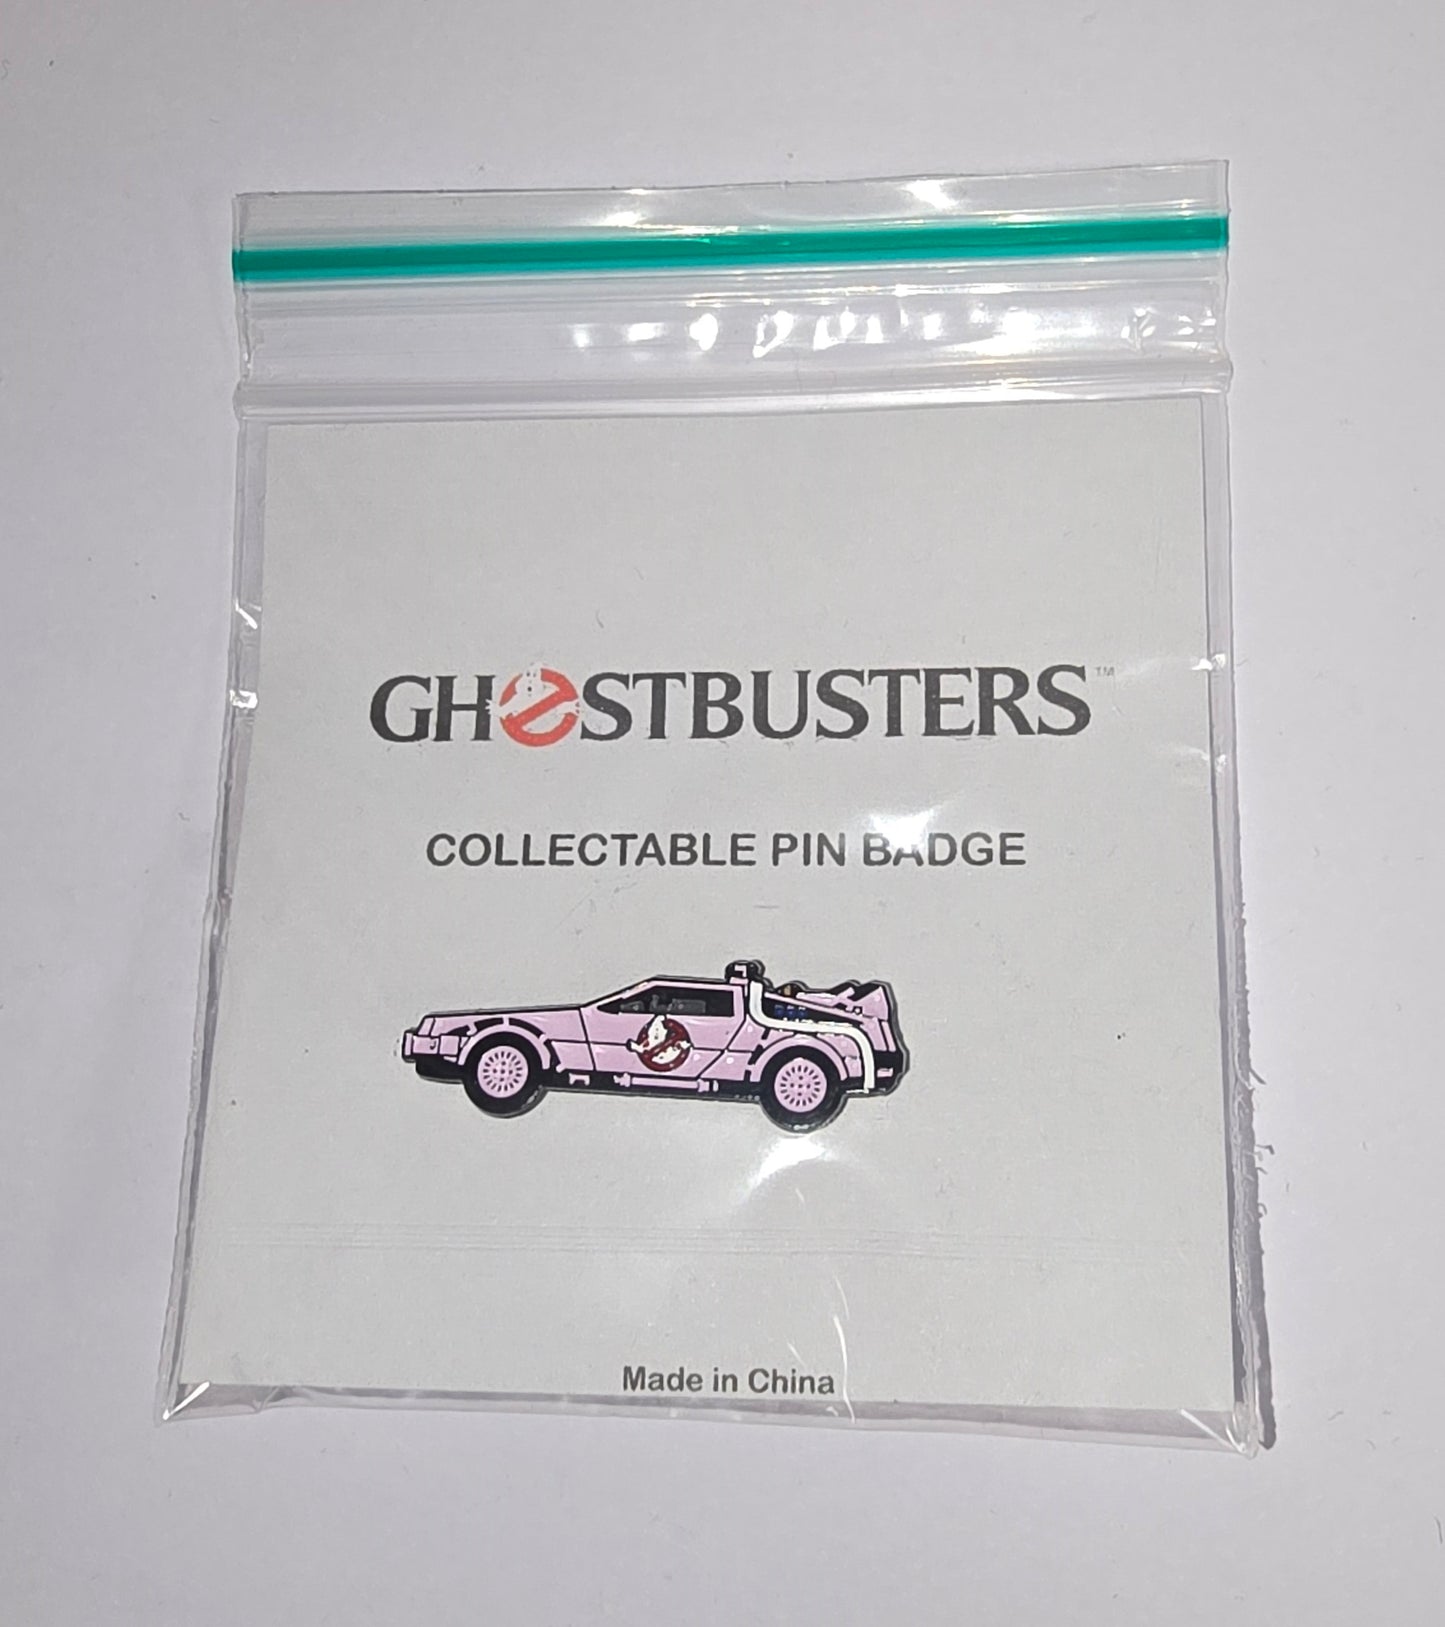 GHOSTBUSTERS™
COLLECTABLE PIN BADGE
Made in China